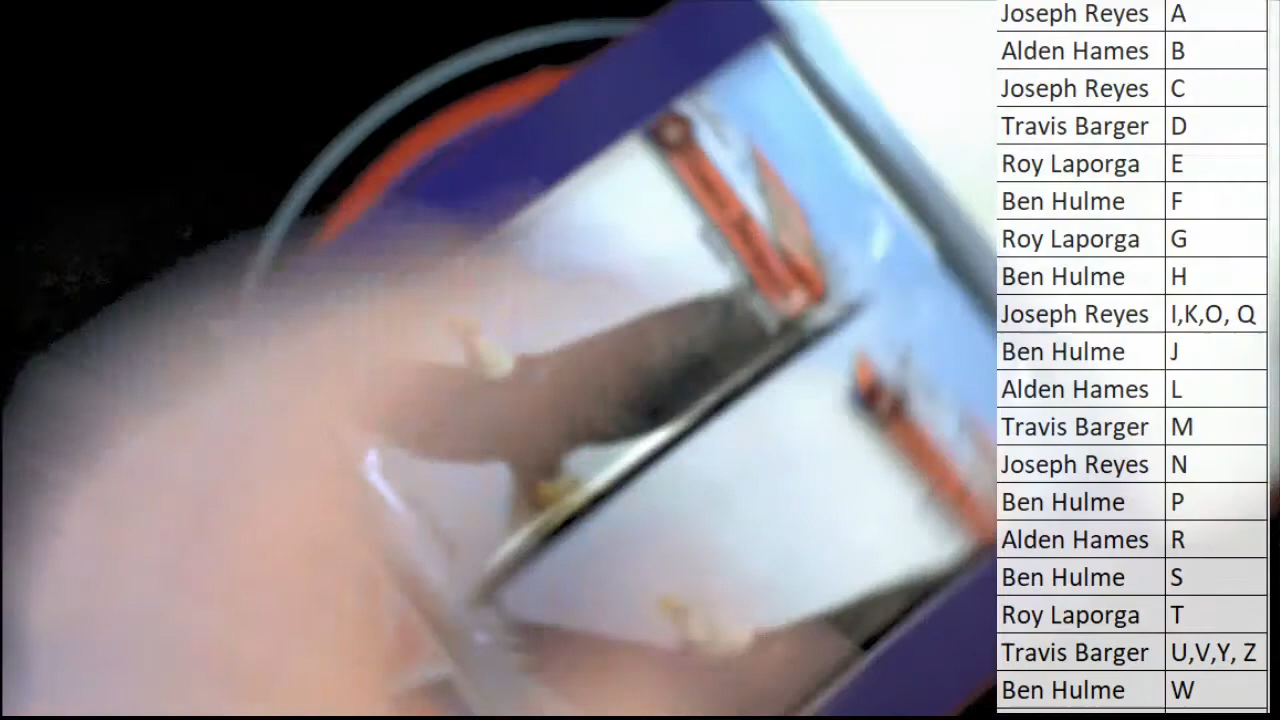 Joseph Reyes A
Alden Hames B
Joseph Reyes C
Travis Barger D
Roy Laporga E
Ben Hulme F
Roy Laporga G
Ben Hulme H
Joseph Reyes I,K,O, Q
Ben Hulme J
Alden Hames L
Travis Barger M
Joseph Reyes N
Ben Hulme P
Alden Hames R
Ben Hulme S
Roy Laporga T
Travis Barger U,V,Y, Z
Ben Hulme W